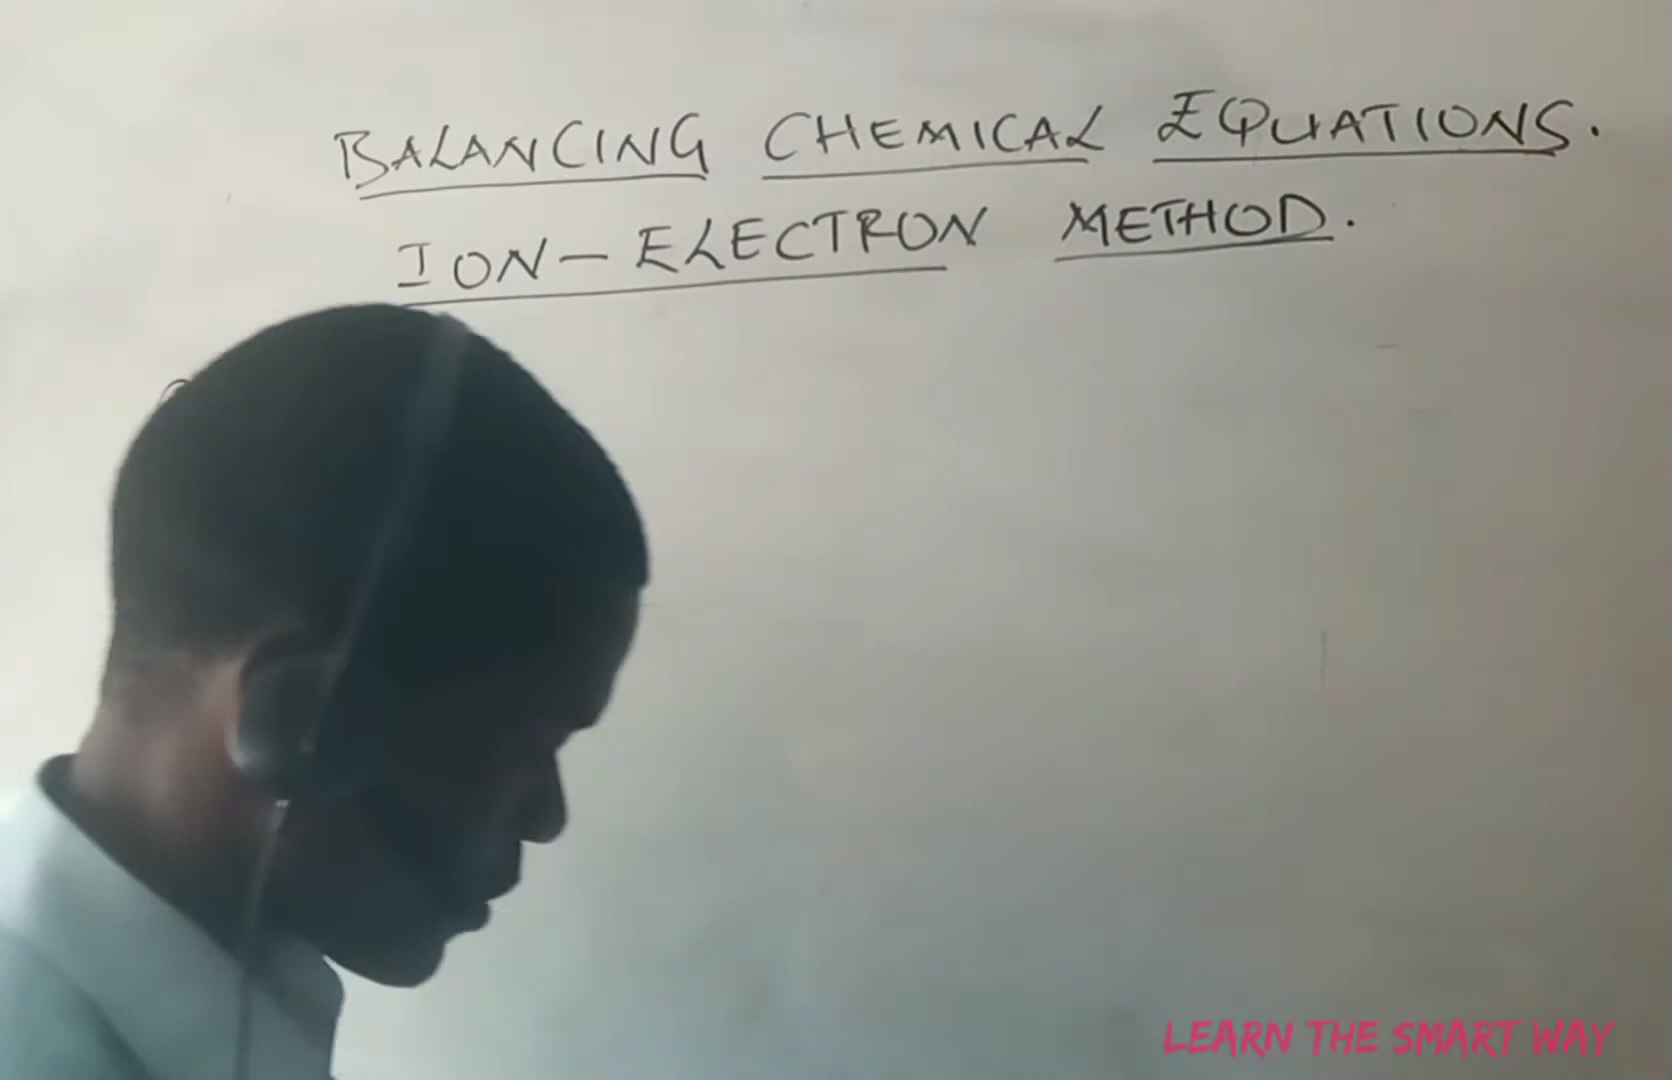 BALANCING CHEMICAL EQUATIONS.
ION-ELECTRON METHOD.
LEARN THE SMART WAY